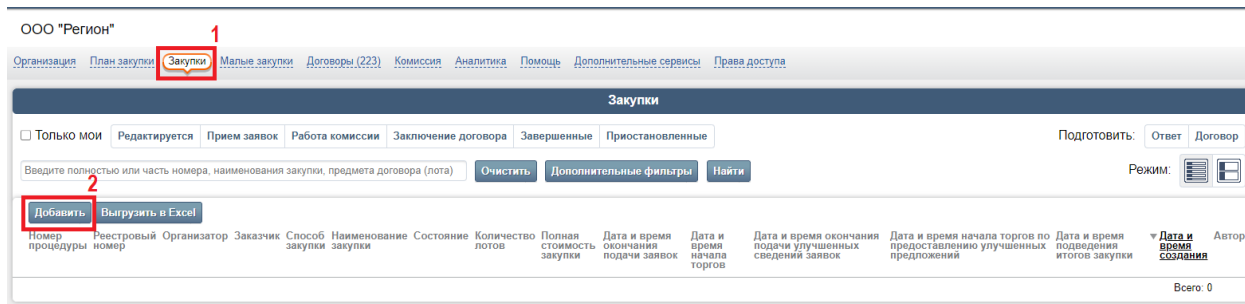 ООО "Регион"
1
Организация План закупки Закупки Малые закупки Договоры (223) Комиссия Аналитика Помощь Дополнительные сервисы Права доступа
Закупки
Только мои Редактируется Прием заявок Работа комиссии Заключение договора Завершенные Приостановленные Подготовить: Ответ Договор
Введите полностью или часть номера, наименования закупки, предмета договора (лота) Очистить Дополнительные фильтры Найти Режим:
2
Добавить Выгрузить в Excel
Номер Реестровый Организатор Заказчик Способ Наименование Состояние Количество Полная Дата и время Дата и Дата и время окончания Дата и время начала торгов по Дата и время Дата и Автор
процедуры номер закупки закупки лотов стоимость окончания время подачи улучшенных предоставлению улучшенных подведения время
закупки подачи заявок начала сведений заявок предложений итогов закупки создания
торгов
Всего: 0